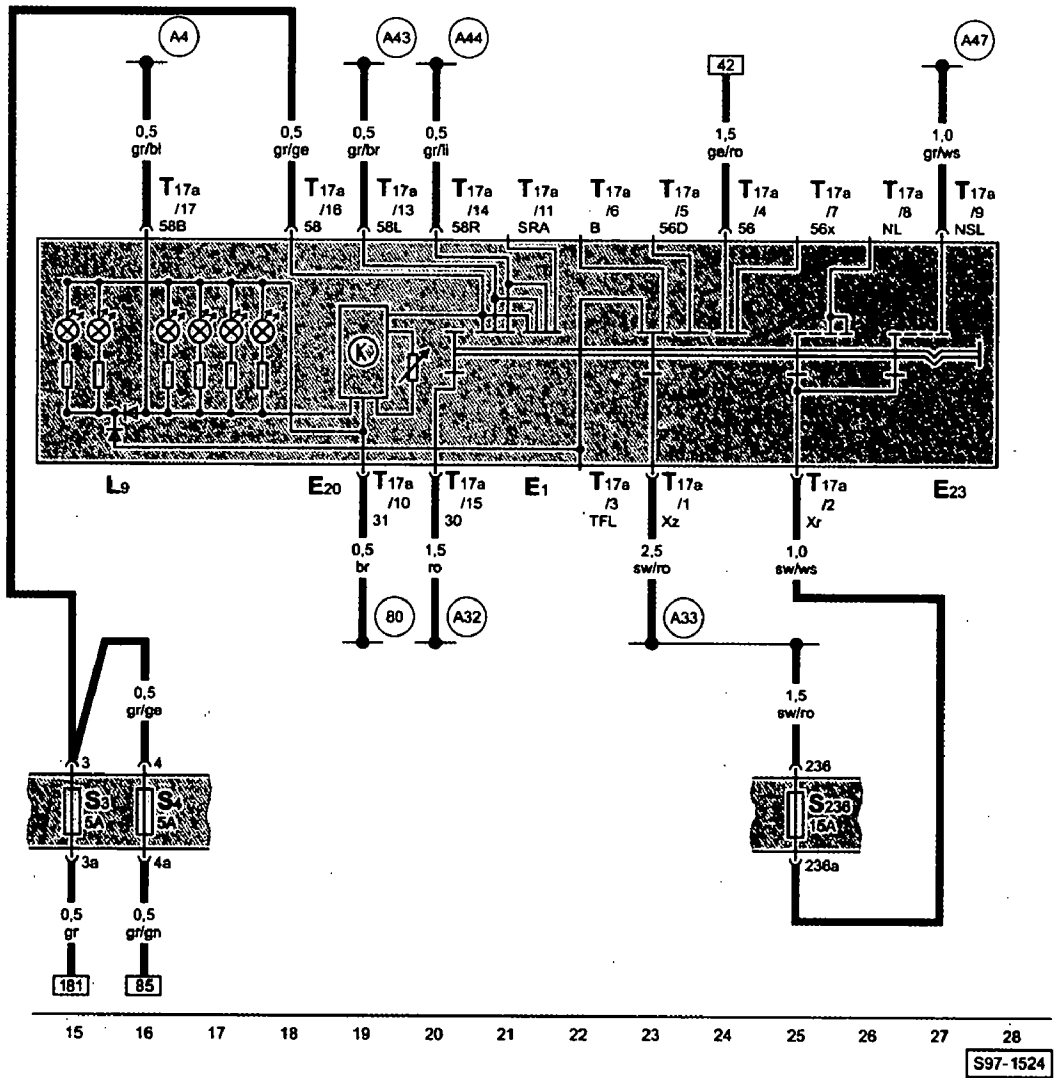 A4
A43
A44
42
A47
0,5
gr/bl
0,5
gr/ge
0,5
gr/br
0,5
gr/li
1,5
ge/ro
1,0
gr/ws
T17a
/17
58B
T17a
/16
58
T17a
/13
58L
T17a
/14
58R
T17a
/11
SRA
T17a
/6
B
T17a
/5
56D
T17a
/4
56
T17a
/7
56x
T17a
/8
NL
T17a
/9
NSL
K
L9
E20
T17a
/10
31
T17a
/15
30
E1
T17a
/3
TFL
T17a
/1
Xz
T17a
/2
Xr
E23
0,5
br
1,5
ro
2,5
sw/ro
1,0
sw/ws
80
A32
A33
0,5
gr/ge
1,5
sw/ro
3
4
236
S3
5A
S4
5A
S236
15A
3a
4a
236a
0,5
gr
0,5
gr/gn
181
85
15 16 17 18 19 20 21 22 23 24 25 26 27 28
S97-1524